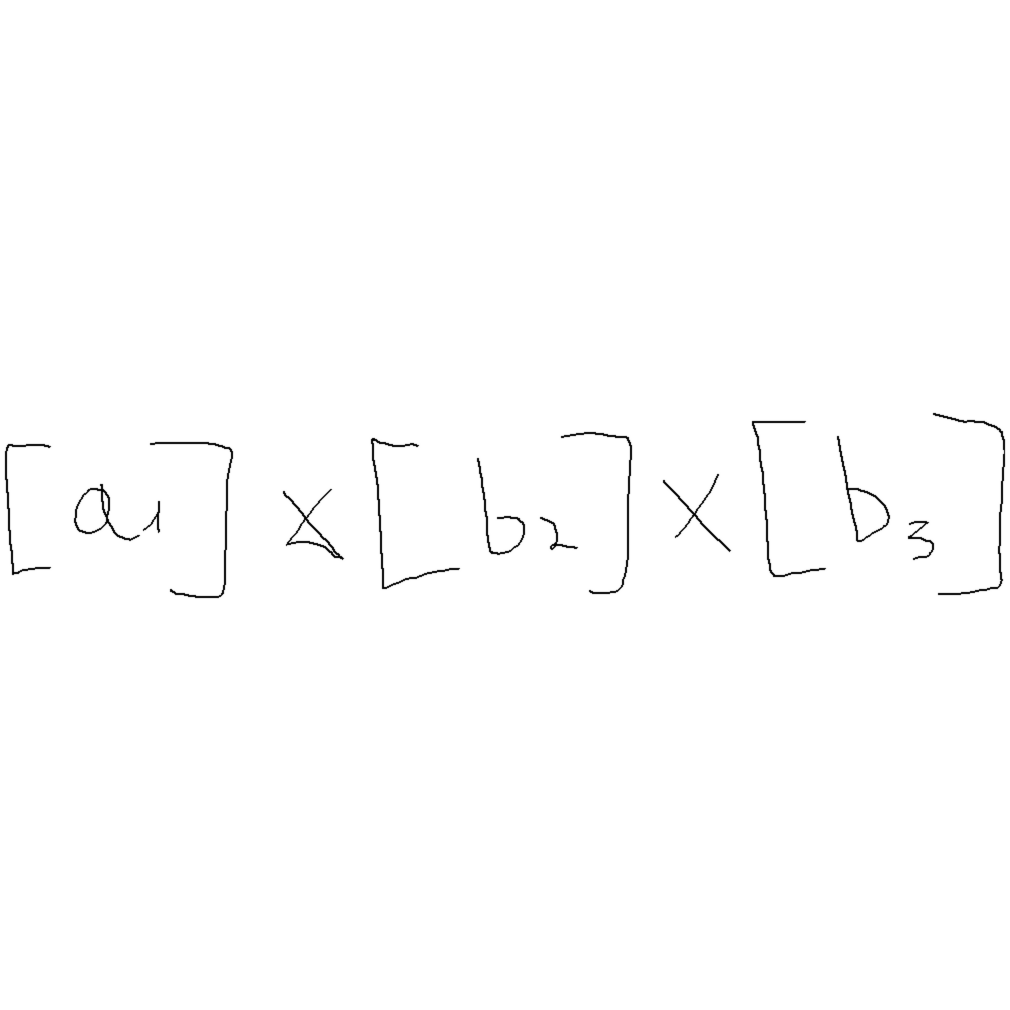 [a₁] × [b₂] × [b₃]